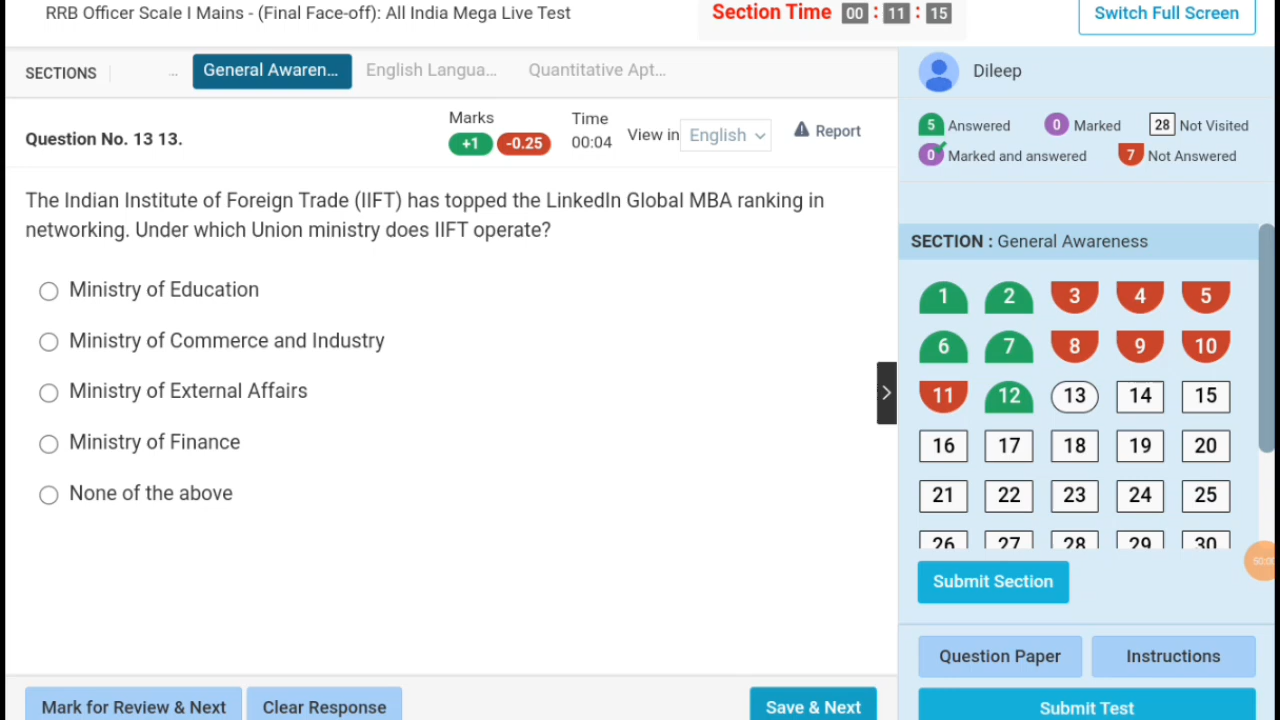 RRB Officer Scale I Mains - (Final Face-off): All India Mega Live Test
Section Time 00 : 11 : 15
Switch Full Screen
SECTIONS
... General Awaren... English Langua... Quantitative Apt...
Dileep
Question No. 13 13.
Marks
+1 -0.25
Time
00:04
View in English
Report
5 Answered 0 Marked 28 Not Visited
0 Marked and answered 7 Not Answered
The Indian Institute of Foreign Trade (IIFT) has topped the LinkedIn Global MBA ranking in
networking. Under which Union ministry does IIFT operate?
Ministry of Education
Ministry of Commerce and Industry
Ministry of External Affairs
Ministry of Finance
None of the above
SECTION : General Awareness
1 2 3 4 5
6 7 8 9 10
11 12 13 14 15
16 17 18 19 20
21 22 23 24 25
26 27 28 29 30
Submit Section
Question Paper Instructions
Mark for Review & Next Clear Response Save & Next Submit Test